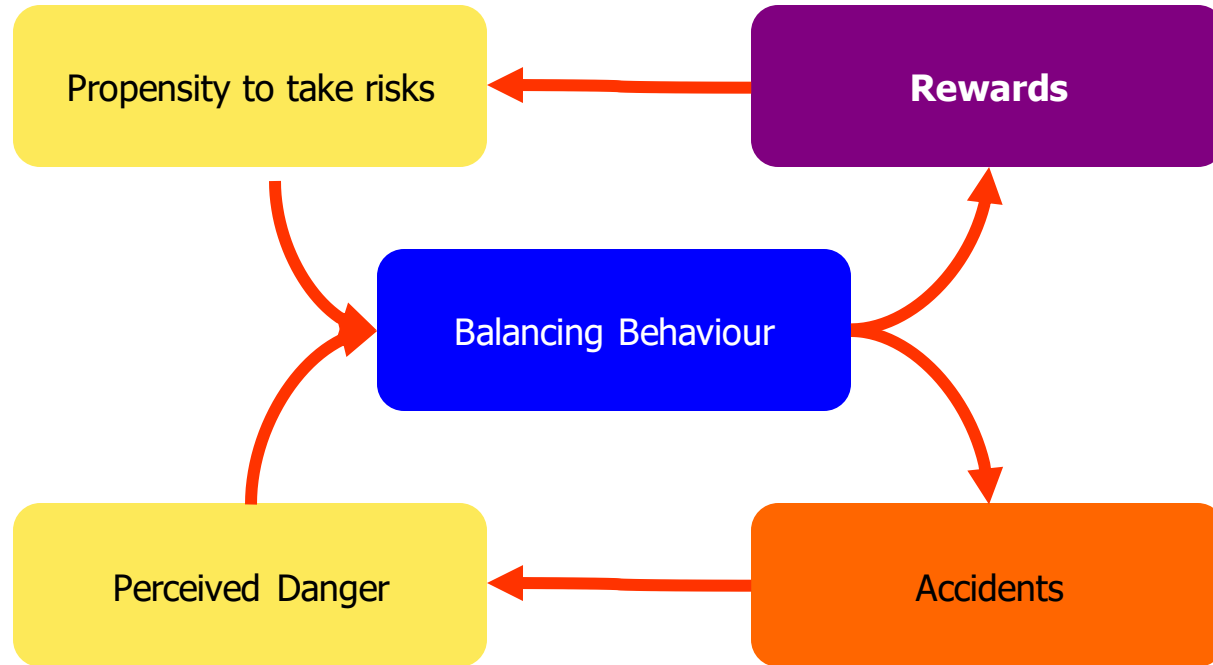 Propensity to take risks
Rewards
Balancing Behaviour
Perceived Danger
Accidents